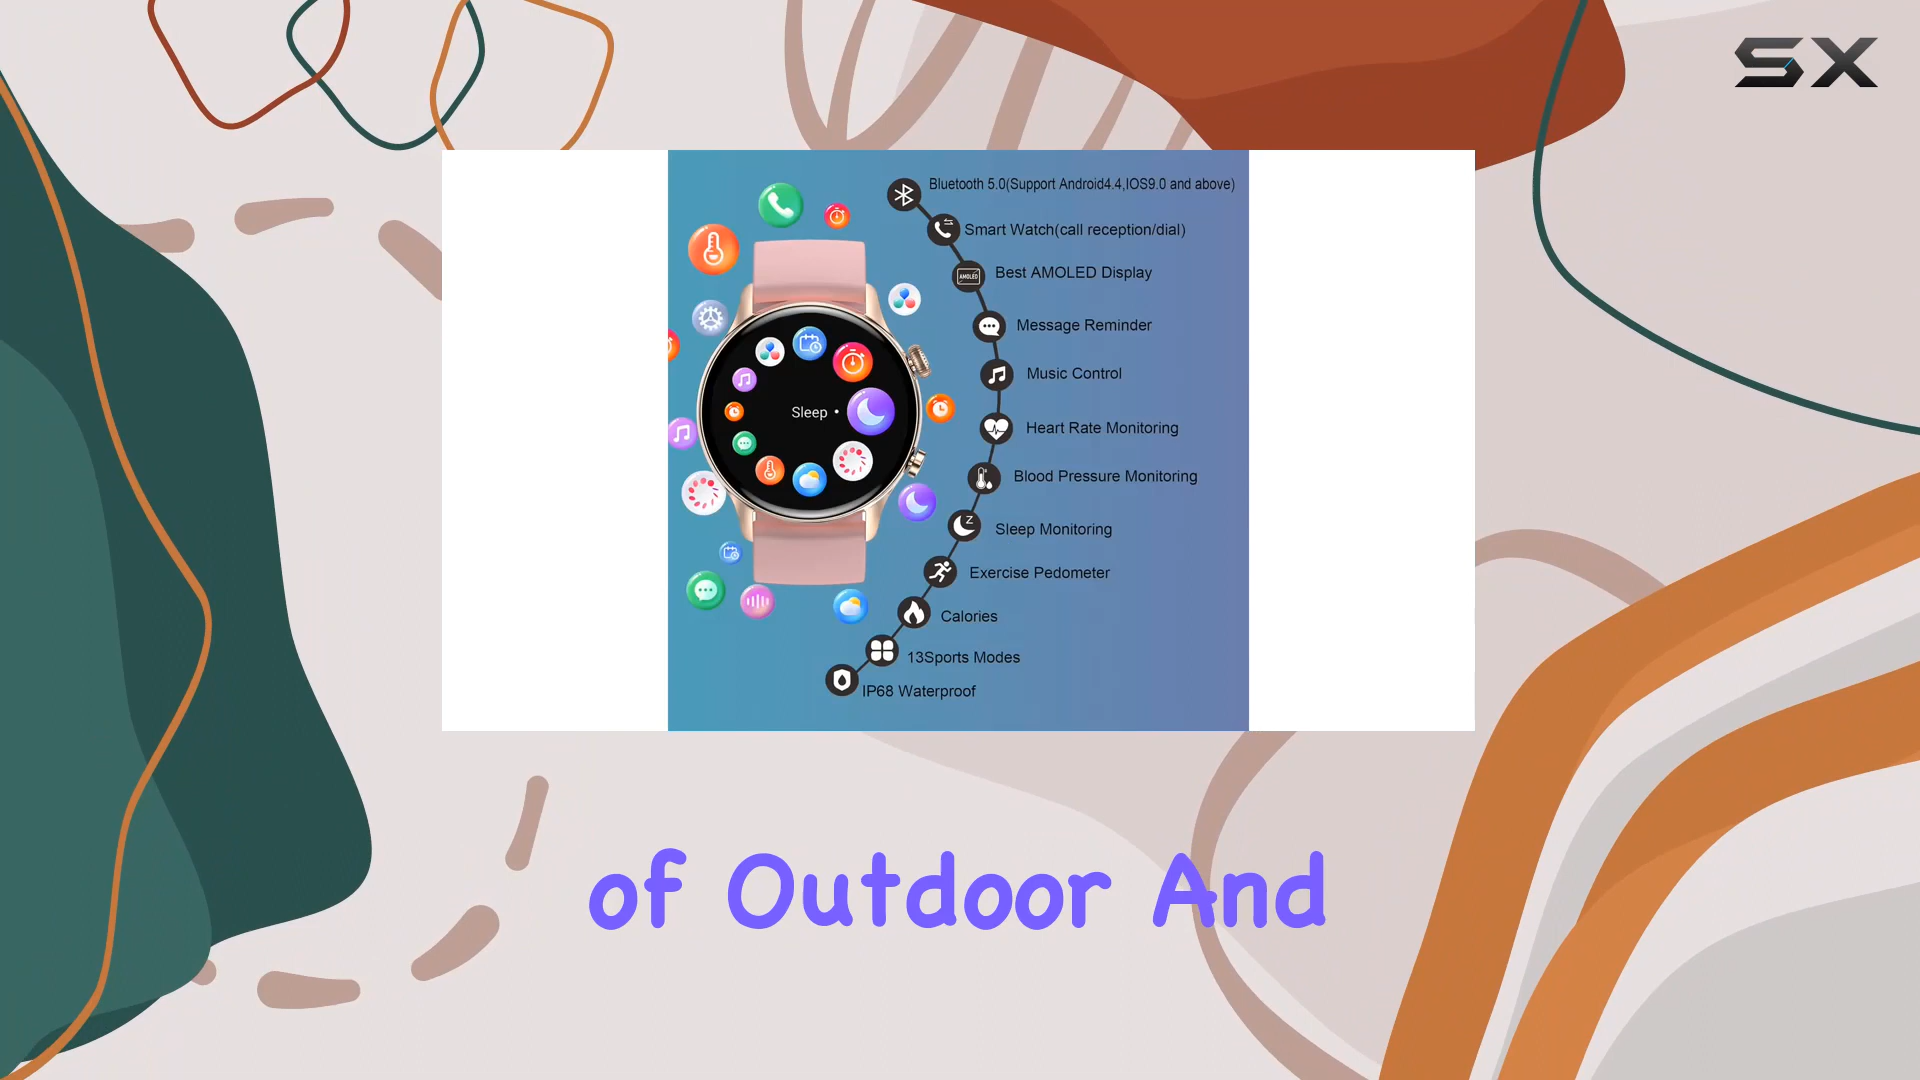 SX
Bluetooth 5.0(Support Android4.4,IOS9.0 and above)
Smart Watch(call reception/dial)
AMOLED
Best AMOLED Display
Message Reminder
Music Control
Heart Rate Monitoring
Blood Pressure Monitoring
Sleep •
Z
Sleep Monitoring
Exercise Pedometer
Calories
13Sports Modes
IP68 Waterproof
of Outdoor And